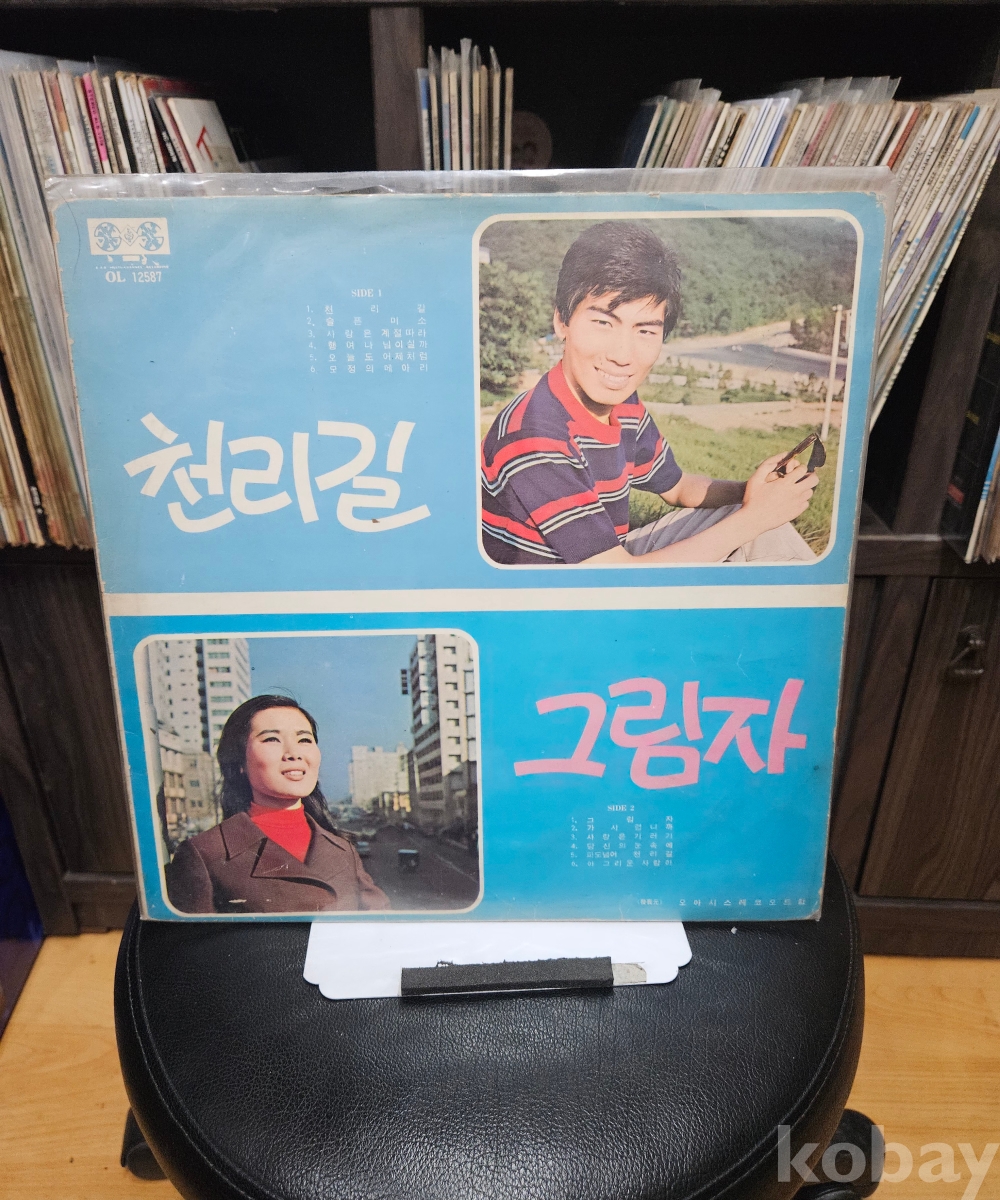 OL 12587
SIDE 1
1. 천리길
2. 슬픈미소
3. 사랑은계절따라
4. 행여나님이실까
5. 오늘도어제처럼
6. 모정의메아리
천리길
그림자
SIDE 2
1. 그림자
2. 가시렵니까
3. 사랑은기러기
4. 당신의눈속에
5. 파도넘어 천리길
6. 아그리운사람아
오아시스레코오드사
kobay